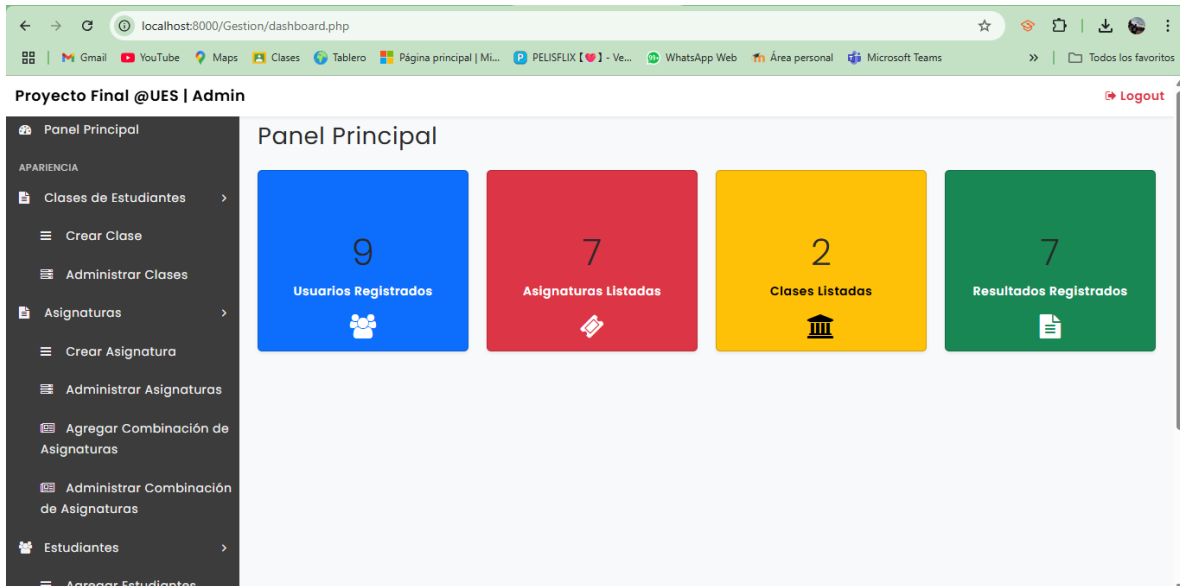 localhost:8000/Gestion/dashboard.php
Gmail YouTube Maps Clases Tablero Página principal | Mi... PELISFLIX【❤】- Ve... WhatsApp Web Área personal Microsoft Teams » Todos los favoritos
Proyecto Final @UES | Admin Logout
Panel Principal
APARIENCIA
Clases de Estudiantes
Crear Clase
Administrar Clases
Asignaturas
Crear Asignatura
Administrar Asignaturas
Agregar Combinación de
Asignaturas
Administrar Combinación
de Asignaturas
Estudiantes
Agregar Estudiantes
Panel Principal
9
Usuarios Registrados
7
Asignaturas Listadas
2
Clases Listadas
7
Resultados Registrados